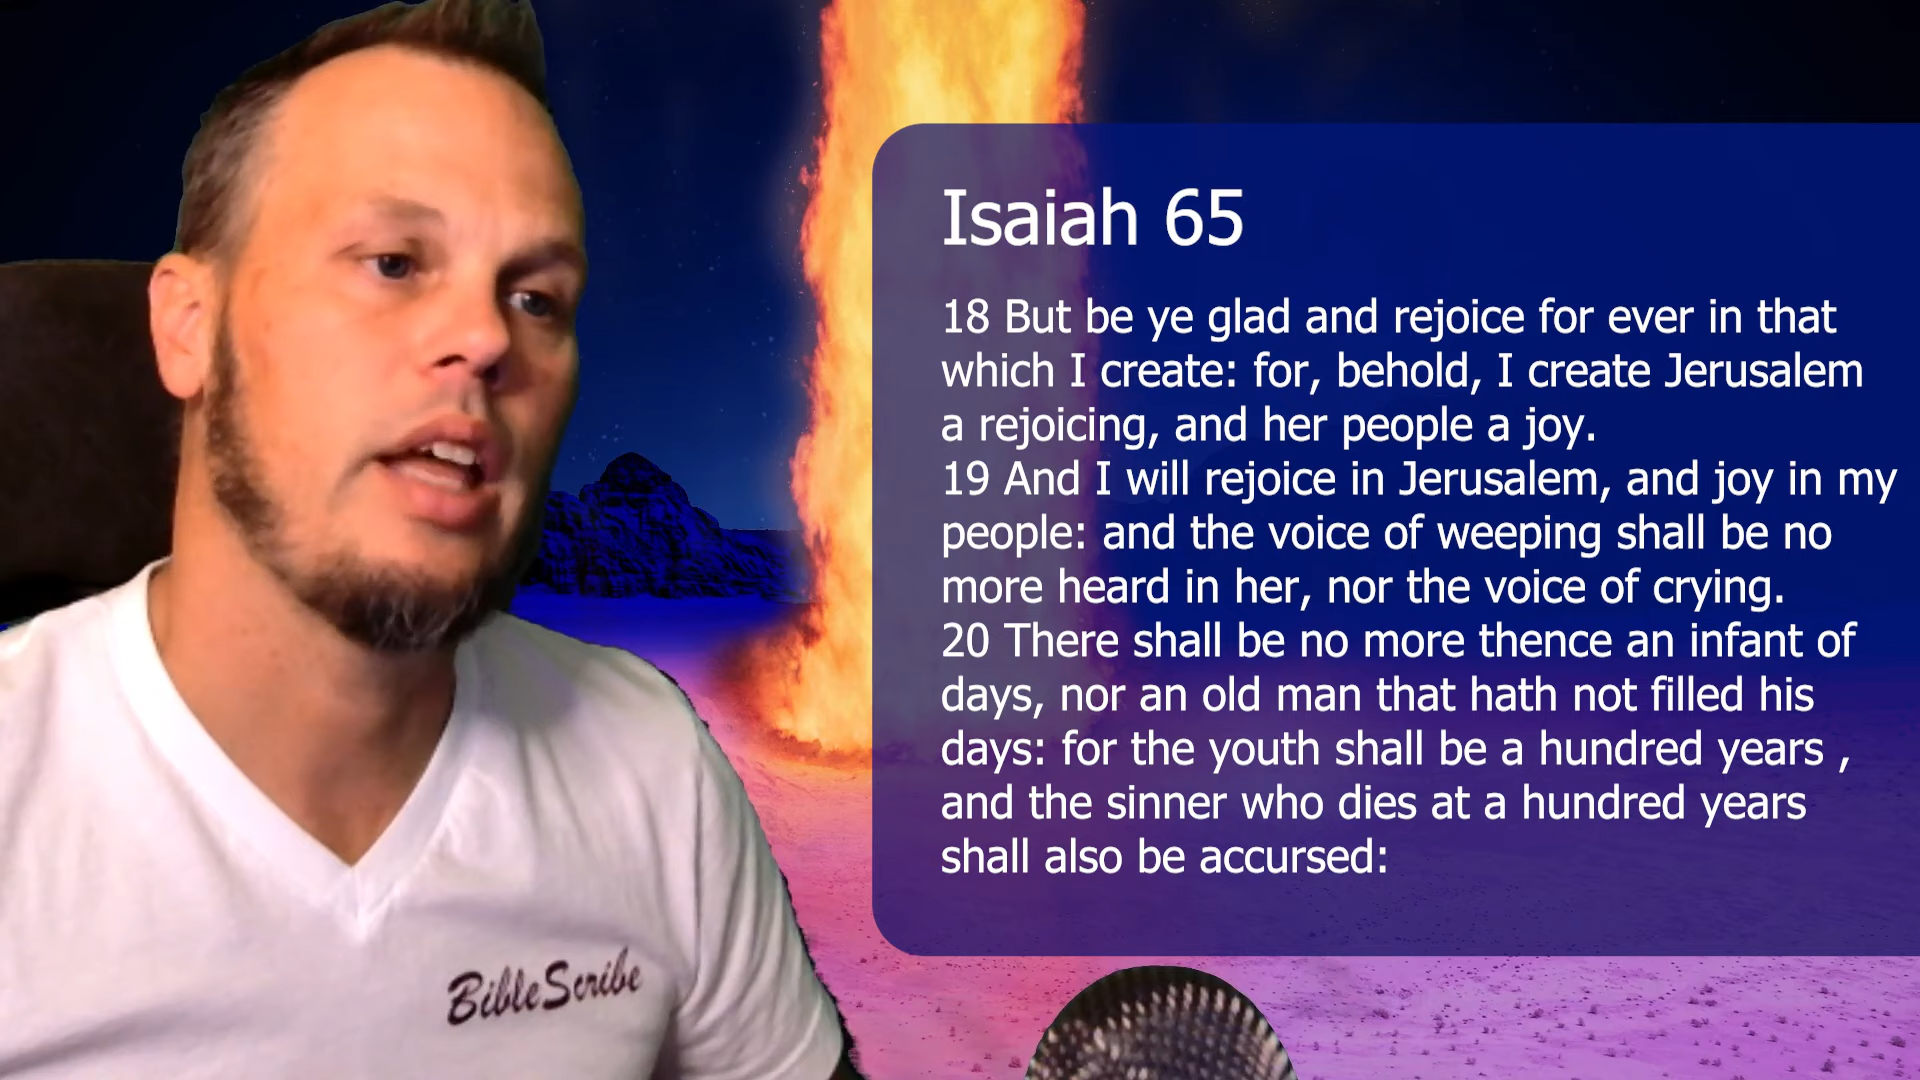 Isaiah 65
18 But be ye glad and rejoice for ever in that
which I create: for, behold, I create Jerusalem
a rejoicing, and her people a joy.
19 And I will rejoice in Jerusalem, and joy in my
people: and the voice of weeping shall be no
more heard in her, nor the voice of crying.
20 There shall be no more thence an infant of
days, nor an old man that hath not filled his
days: for the youth shall be a hundred years ,
and the sinner who dies at a hundred years
shall also be accursed:
BibleScribe